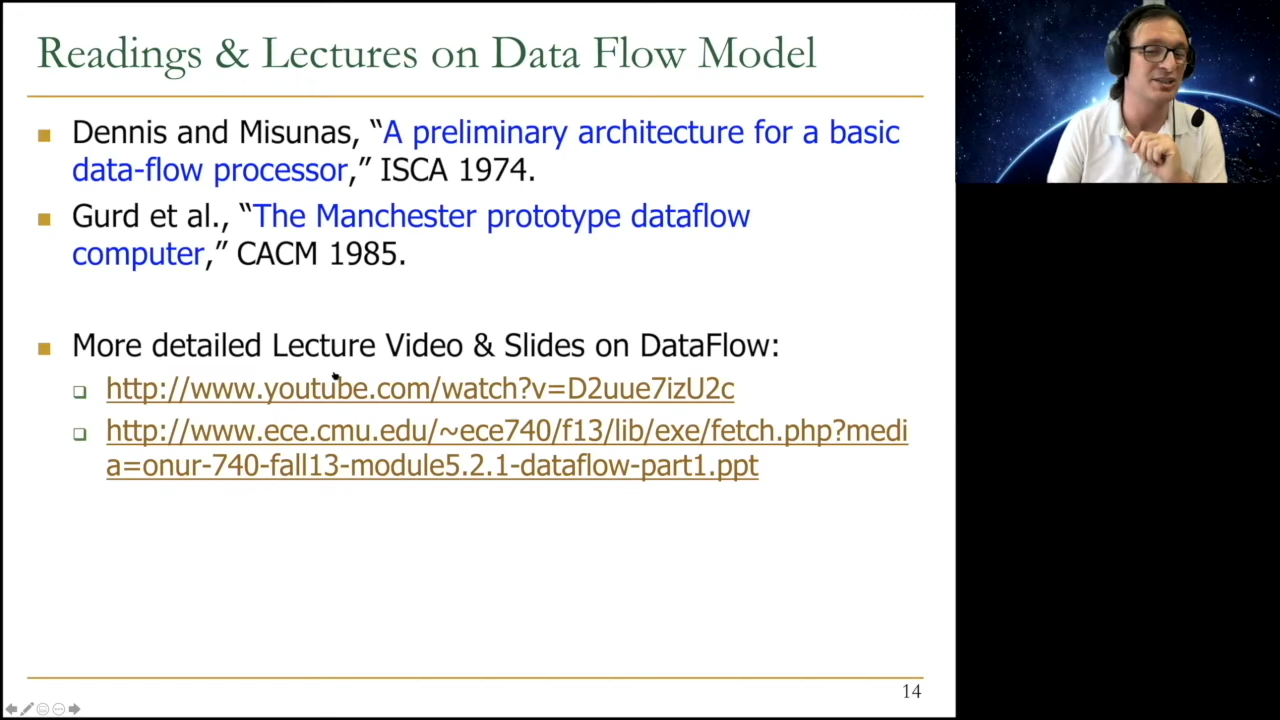 Readings & Lectures on Data Flow Model
Dennis and Misunas, “A preliminary architecture for a basic
data-flow processor,” ISCA 1974.
Gurd et al., “The Manchester prototype dataflow
computer,” CACM 1985.
More detailed Lecture Video & Slides on DataFlow:
http://www.youtube.com/watch?v=D2uue7izU2c
http://www.ece.cmu.edu/~ece740/f13/lib/exe/fetch.php?medi
a=onur-740-fall13-module5.2.1-dataflow-part1.ppt
14